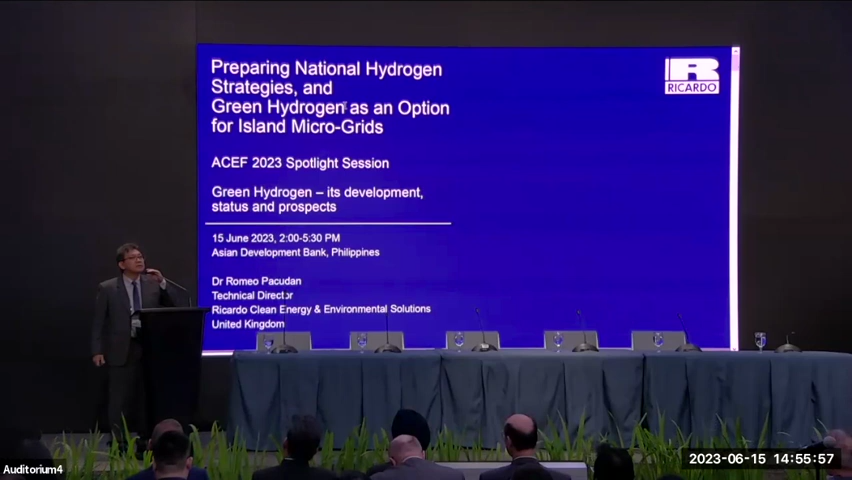 Preparing National Hydrogen
Strategies, and
Green Hydrogen as an Option
for Island Micro-Grids
ACEF 2023 Spotlight Session
Green Hydrogen – its development,
status and prospects
15 June 2023, 2:00-5:30 PM
Asian Development Bank, Philippines
Dr Romeo Pacudan
Technical Director
Ricardo Clean Energy & Environmental Solutions
United Kingdom
R
RICARDO
Auditorium4
2023-06-15 14:55:57